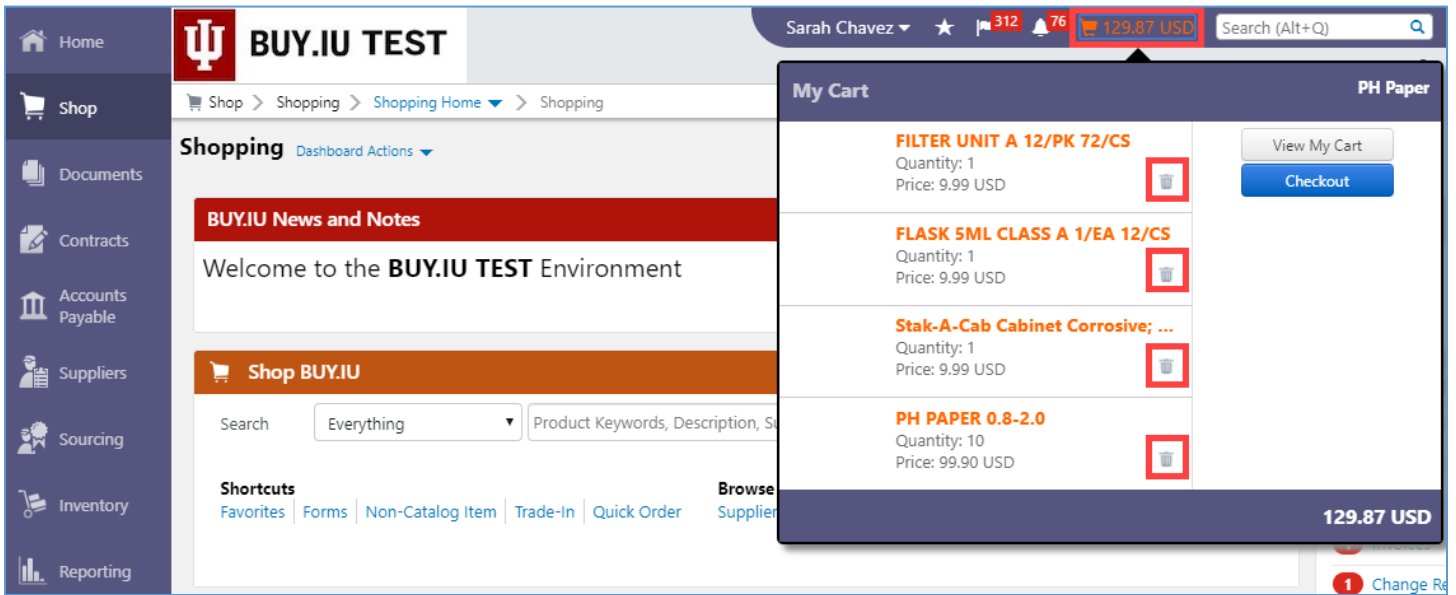 Home
Shop
Documents
Contracts
Accounts
Payable
Suppliers
Sourcing
Inventory
Reporting
BUY.IU TEST
Sarah Chavez
312
76
129.87 USD
Search (Alt+Q)
Shop > Shopping > Shopping Home > Shopping
Shopping Dashboard Actions
BUY.IU News and Notes
Welcome to the BUY.IU TEST Environment
Shop BUY.IU
Search Everything Product Keywords, Description,
Shortcuts
Favorites Forms Non-Catalog Item Trade-In Quick Order
Browse
Supplier
My Cart PH Paper
FILTER UNIT A 12/PK 72/CS
Quantity: 1
Price: 9.99 USD
FLASK 5ML CLASS A 1/EA 12/CS
Quantity: 1
Price: 9.99 USD
Stak-A-Cab Cabinet Corrosive; ...
Quantity: 1
Price: 9.99 USD
PH PAPER 0.8-2.0
Quantity: 10
Price: 99.90 USD
View My Cart
Checkout
129.87 USD
1 Change